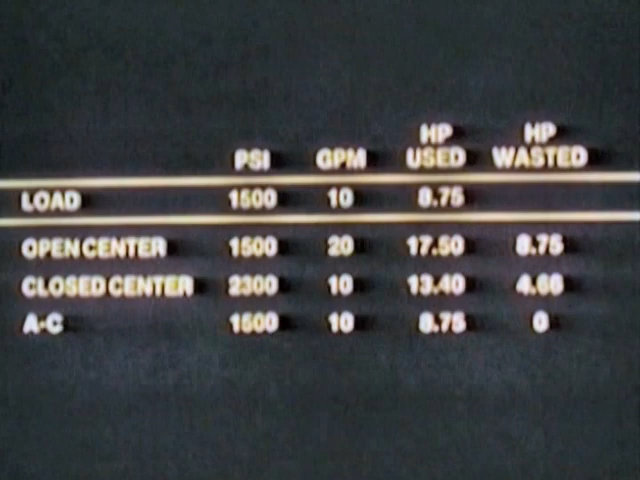 HP HP
PSI GPM USED WASTED
LOAD 1500 10 8.75
OPEN CENTER 1500 20 17.50 8.75
CLOSED CENTER 2300 10 13.40 4.66
A-C 1500 10 8.75 0